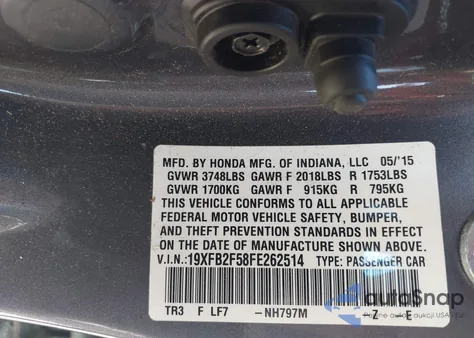 MFD. BY HONDA MFG. OF INDIANA, LLC 05/'15
GVWR 3748LBS GAWR F 2018LBS R 1753LBS
GVWR 1700KG GAWR F 915KG R 795KG
THIS VEHICLE CONFORMS TO ALL APPLICABLE
FEDERAL MOTOR VEHICLE SAFETY, BUMPER,
AND THEFT PREVENTION STANDARDS IN EFFECT
ON THE DATE OF MANUFACTURE SHOWN ABOVE.
V.I.N.:19XFB2F58FE262514 TYPE: PASSENGER CAR
TR3 F LF7 -NH797M Z E
autoSnap